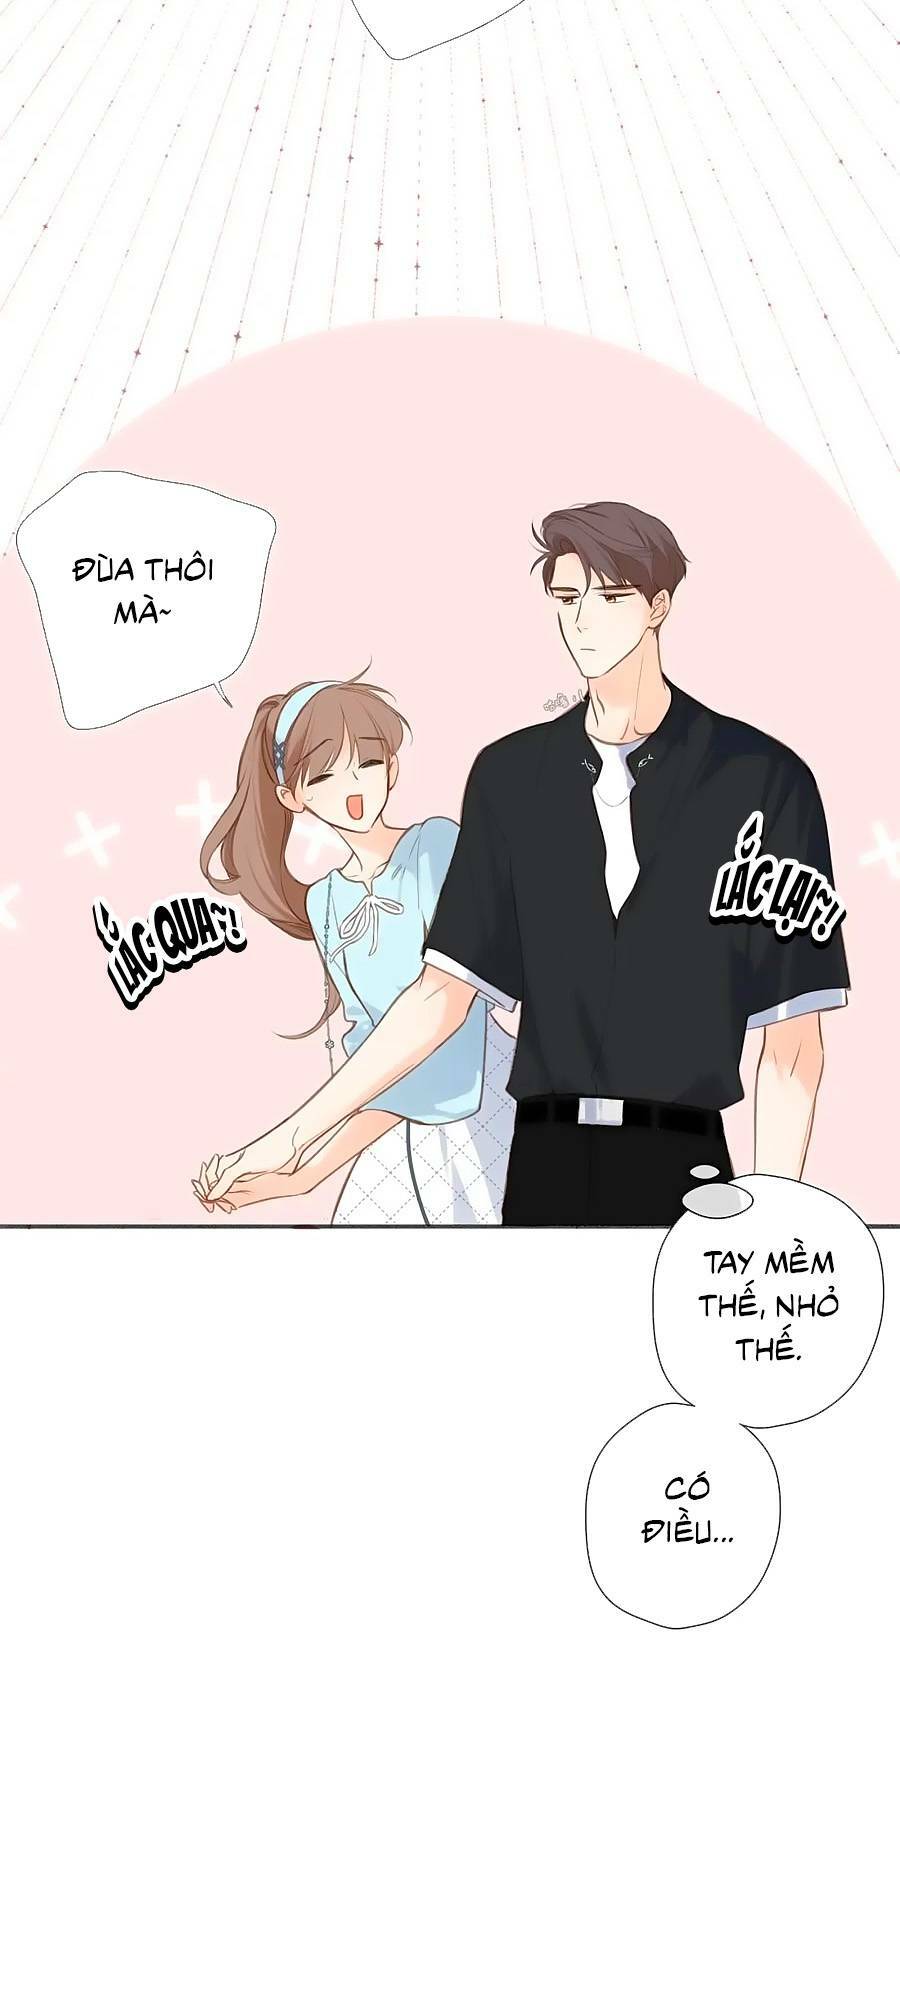 ĐÙA THÔI
MÀ~
LẮC QUA~!
LẮC LẠI~!
TAY MỀM
THẾ, NHỎ
THẾ.
CÓ
ĐIỀU...